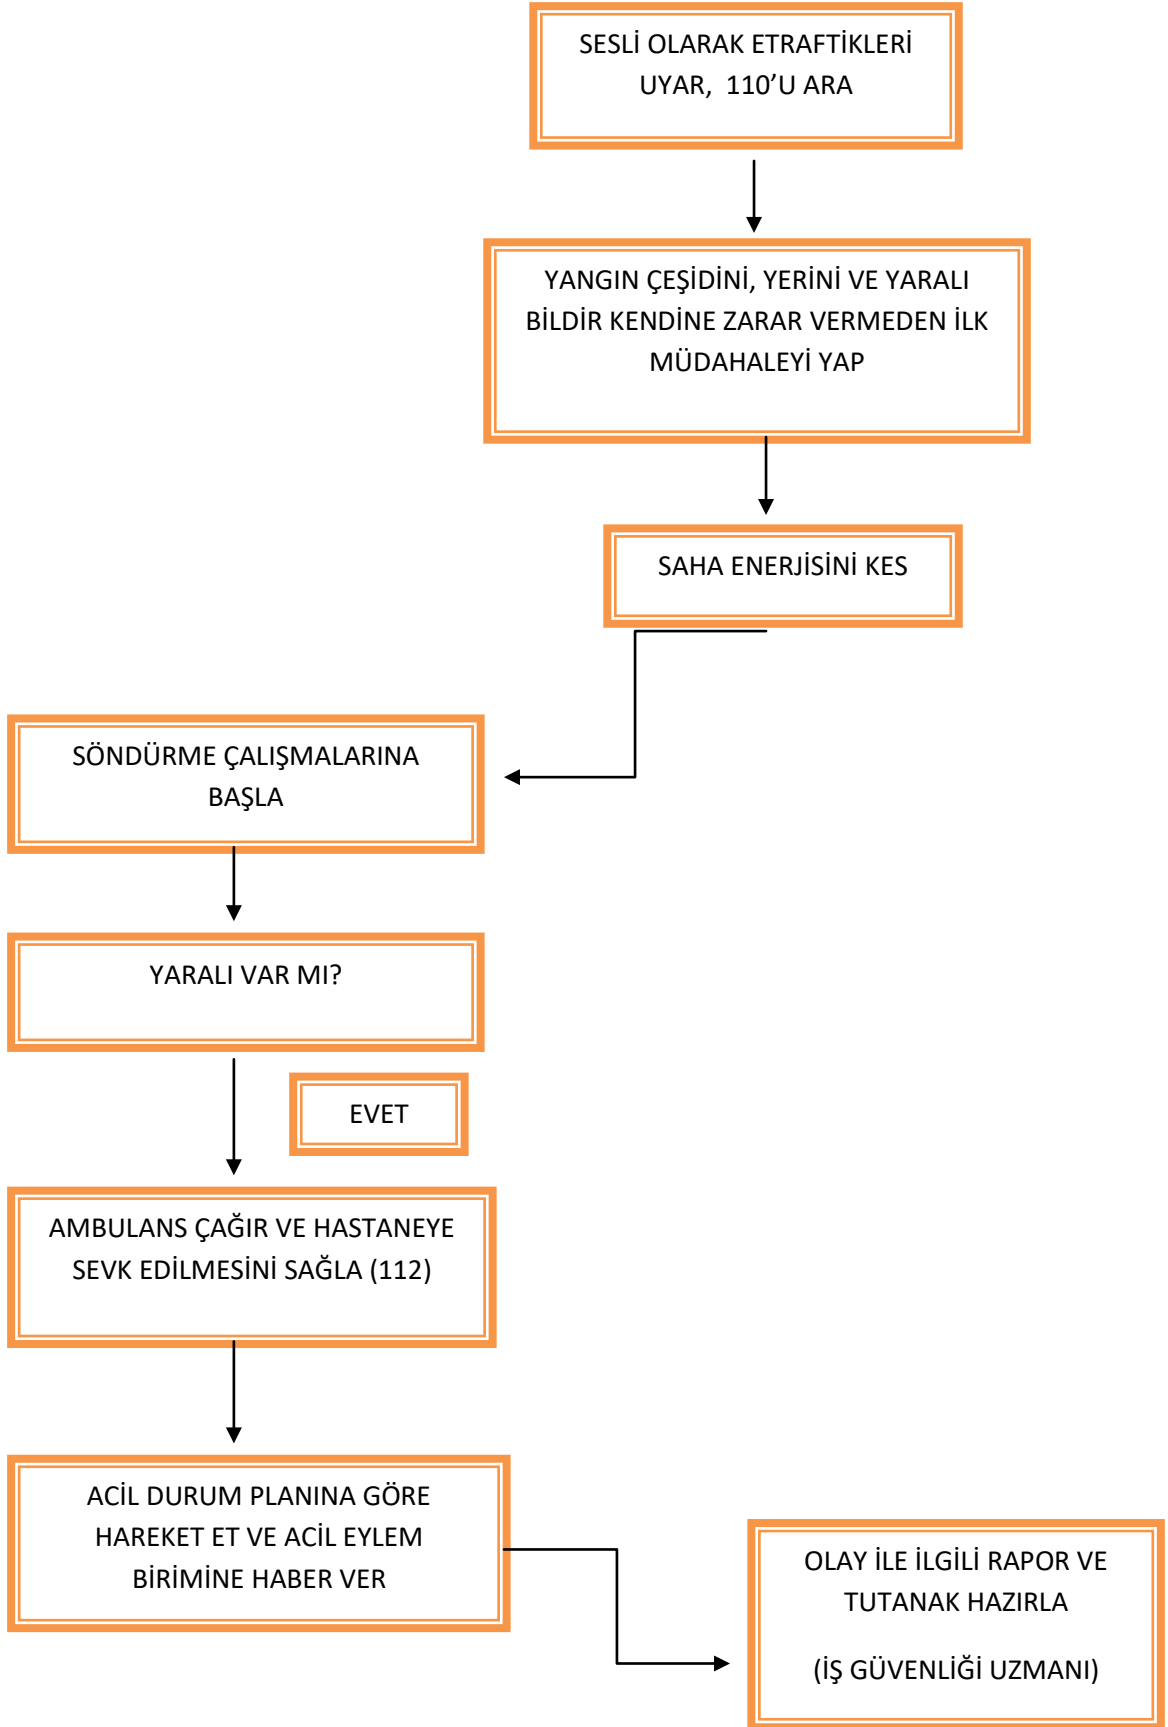 SESLİ OLARAK ETRAFTİKLERİ
UYAR, 110’U ARA
YANGIN ÇEŞİDİNİ, YERİNİ VE YARALI
BİLDİR KENDİNE ZARAR VERMEDEN İLK
MÜDAHALEYİ YAP
SAHA ENERJİSİNİ KES
SÖNDÜRME ÇALIŞMALARINA
BAŞLA
YARALI VAR MI?
EVET
AMBULANS ÇAĞIR VE HASTANEYE
SEVK EDİLMESİNİ SAĞLA (112)
ACİL DURUM PLANINA GÖRE
HAREKET ET VE ACİL EYLEM
BİRİMİNE HABER VER
OLAY İLE İLGİLİ RAPOR VE
TUTANAK HAZIRLA
(İŞ GÜVENLİĞİ UZMANI)